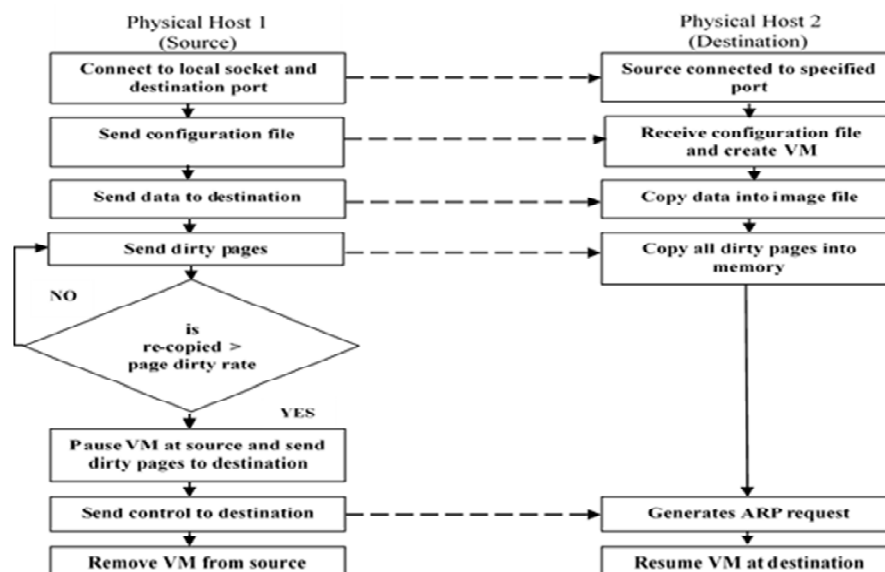 Physical Host 1
(Source)
Connect to local socket and
destination port
Send configuration file
Send data to destination
Send dirty pages
NO
is
re-copied >
page dirty rate
YES
Pause VM at source and send
dirty pages to destination
Send control to destination
Remove VM from source
Physical Host 2
(Destination)
Source connected to specified
port
Receive configuration file
and create VM
Copy data into image file
Copy all dirty pages into
memory
Generates ARP request
Resume VM at destination